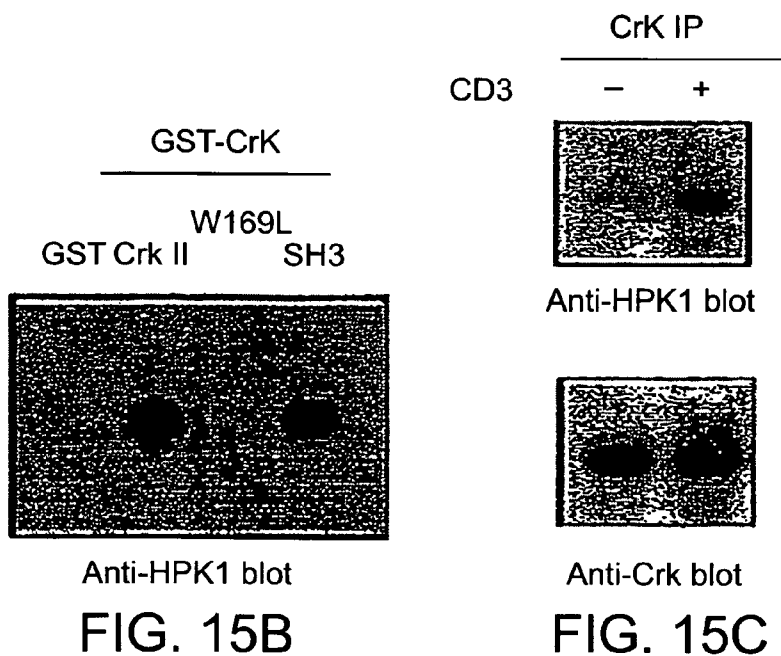 GST-CrK
W169L
GST Crk II SH3
Anti-HPK1 blot
FIG. 15B
CrK IP
CD3 – +
Anti-HPK1 blot
Anti-Crk blot
FIG. 15C